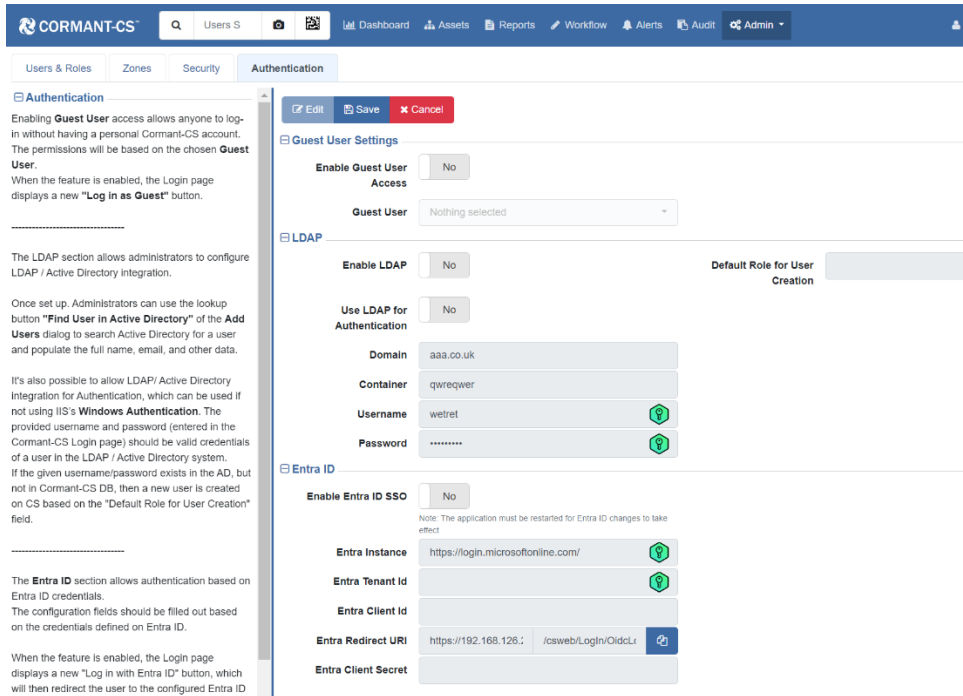 CORMANT-CS™
Users S
Dashboard
Assets
Reports
Workflow
Alerts
Audit
Admin
Users & Roles
Zones
Security
Authentication
Authentication
Enabling Guest User access allows anyone to log-
in without having a personal Cormant-CS account.
The permissions will be based on the chosen Guest
User.
When the feature is enabled, the Login page
displays a new "Log in as Guest" button.
----------------------------------
The LDAP section allows administrators to configure
LDAP / Active Directory integration.
Once set up. Administrators can use the lookup
button "Find User in Active Directory" of the Add
Users dialog to search Active Directory for a user
and populate the full name, email, and other data.
It's also possible to allow LDAP/ Active Directory
integration for Authentication, which can be used if
not using IIS's Windows Authentication. The
provided username and password (entered in the
Cormant-CS Login page) should be valid credentials
of a user in the LDAP / Active Directory system.
If the given username/password exists in the AD, but
not in Cormant-CS DB, then a new user is created
on CS based on the "Default Role for User Creation"
field.
----------------------------------
The Entra ID section allows authentication based on
Entra ID credentials.
The configuration fields should be filled out based
on the credentials defined on Entra ID.
When the feature is enabled, the Login page
displays a new "Log in with Entra ID" button, which
will then redirect the user to the configured Entra ID
Edit
Save
Cancel
Guest User Settings
Enable Guest User
Access
No
Guest User
Nothing selected
LDAP
Enable LDAP
No
Default Role for User
Creation
Use LDAP for
Authentication
No
Domain
aaa.co.uk
Container
qwreqwer
Username
wetret
Password
•••••••••
Entra ID
Enable Entra ID SSO
No
Note: The application must be restarted for Entra ID changes to take
effect
Entra Instance
https://login.microsoftonline.com/
Entra Tenant Id
Entra Client Id
Entra Redirect URI
https://192.168.126.
/csweb/LogIn/OidcL
Entra Client Secret